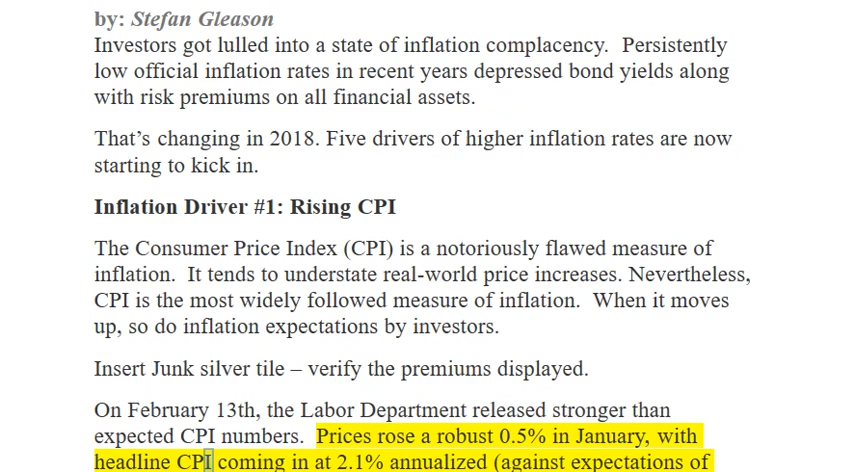 by: Stefan Gleason
Investors got lulled into a state of inflation complacency.  Persistently
low official inflation rates in recent years depressed bond yields along
with risk premiums on all financial assets.
That’s changing in 2018. Five drivers of higher inflation rates are now
starting to kick in.
Inflation Driver #1: Rising CPI
The Consumer Price Index (CPI) is a notoriously flawed measure of
inflation.  It tends to understate real-world price increases. Nevertheless,
CPI is the most widely followed measure of inflation.  When it moves
up, so do inflation expectations by investors.
Insert Junk silver tile – verify the premiums displayed.
On February 13th, the Labor Department released stronger than
expected CPI numbers.  Prices rose a robust 0.5% in January, with
headline CPI coming in at 2.1% annualized (against expectations of